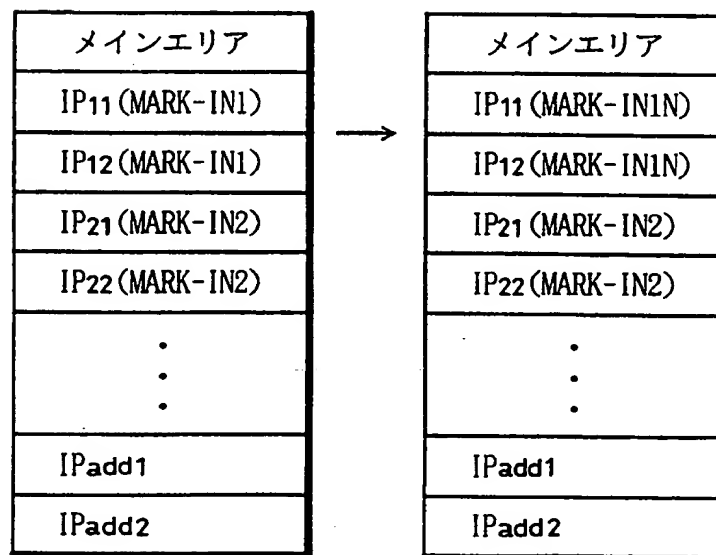 メインエリア
IP11(MARK-IN1)
IP12(MARK-IN1)
IP21(MARK-IN2)
IP22(MARK-IN2)
IPadd1
IPadd2
メインエリア
IP11(MARK-IN1N)
IP12(MARK-IN1N)
IP21(MARK-IN2)
IP22(MARK-IN2)
IPadd1
IPadd2